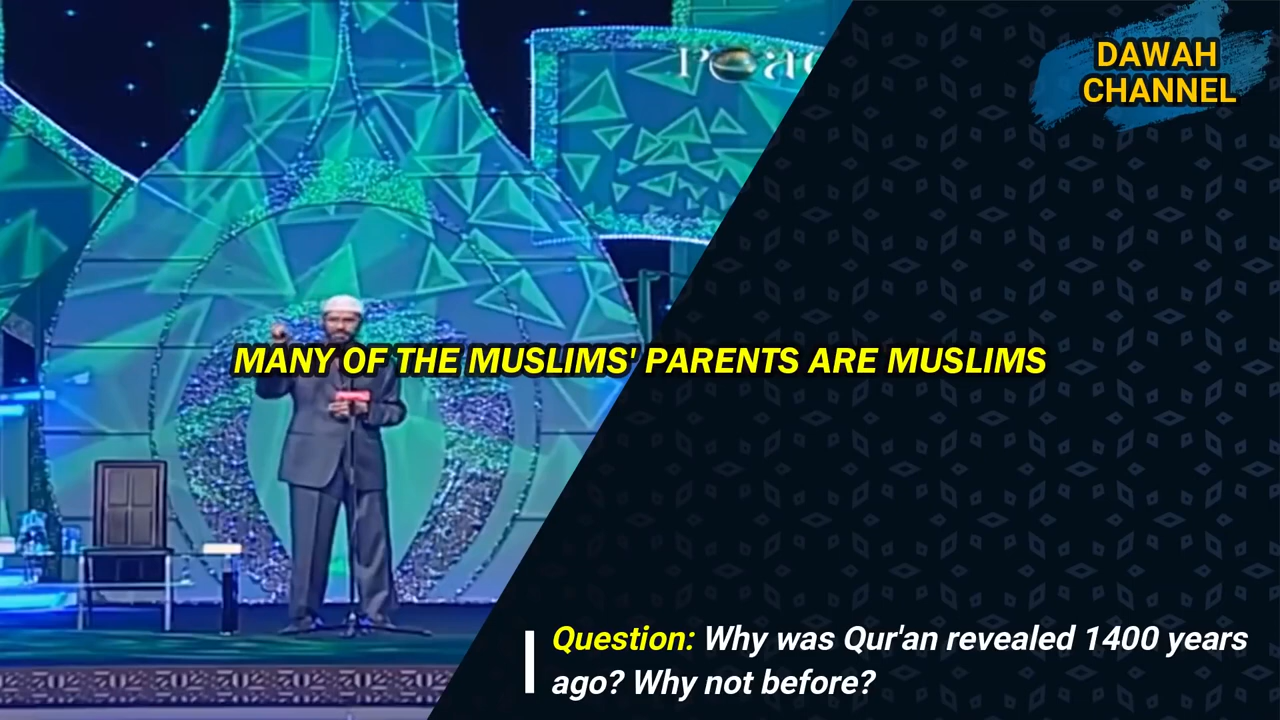 DAWAH
CHANNEL
MANY OF THE MUSLIMS' PARENTS ARE MUSLIMS
Question: Why was Qur'an revealed 1400 years
ago? Why not before?